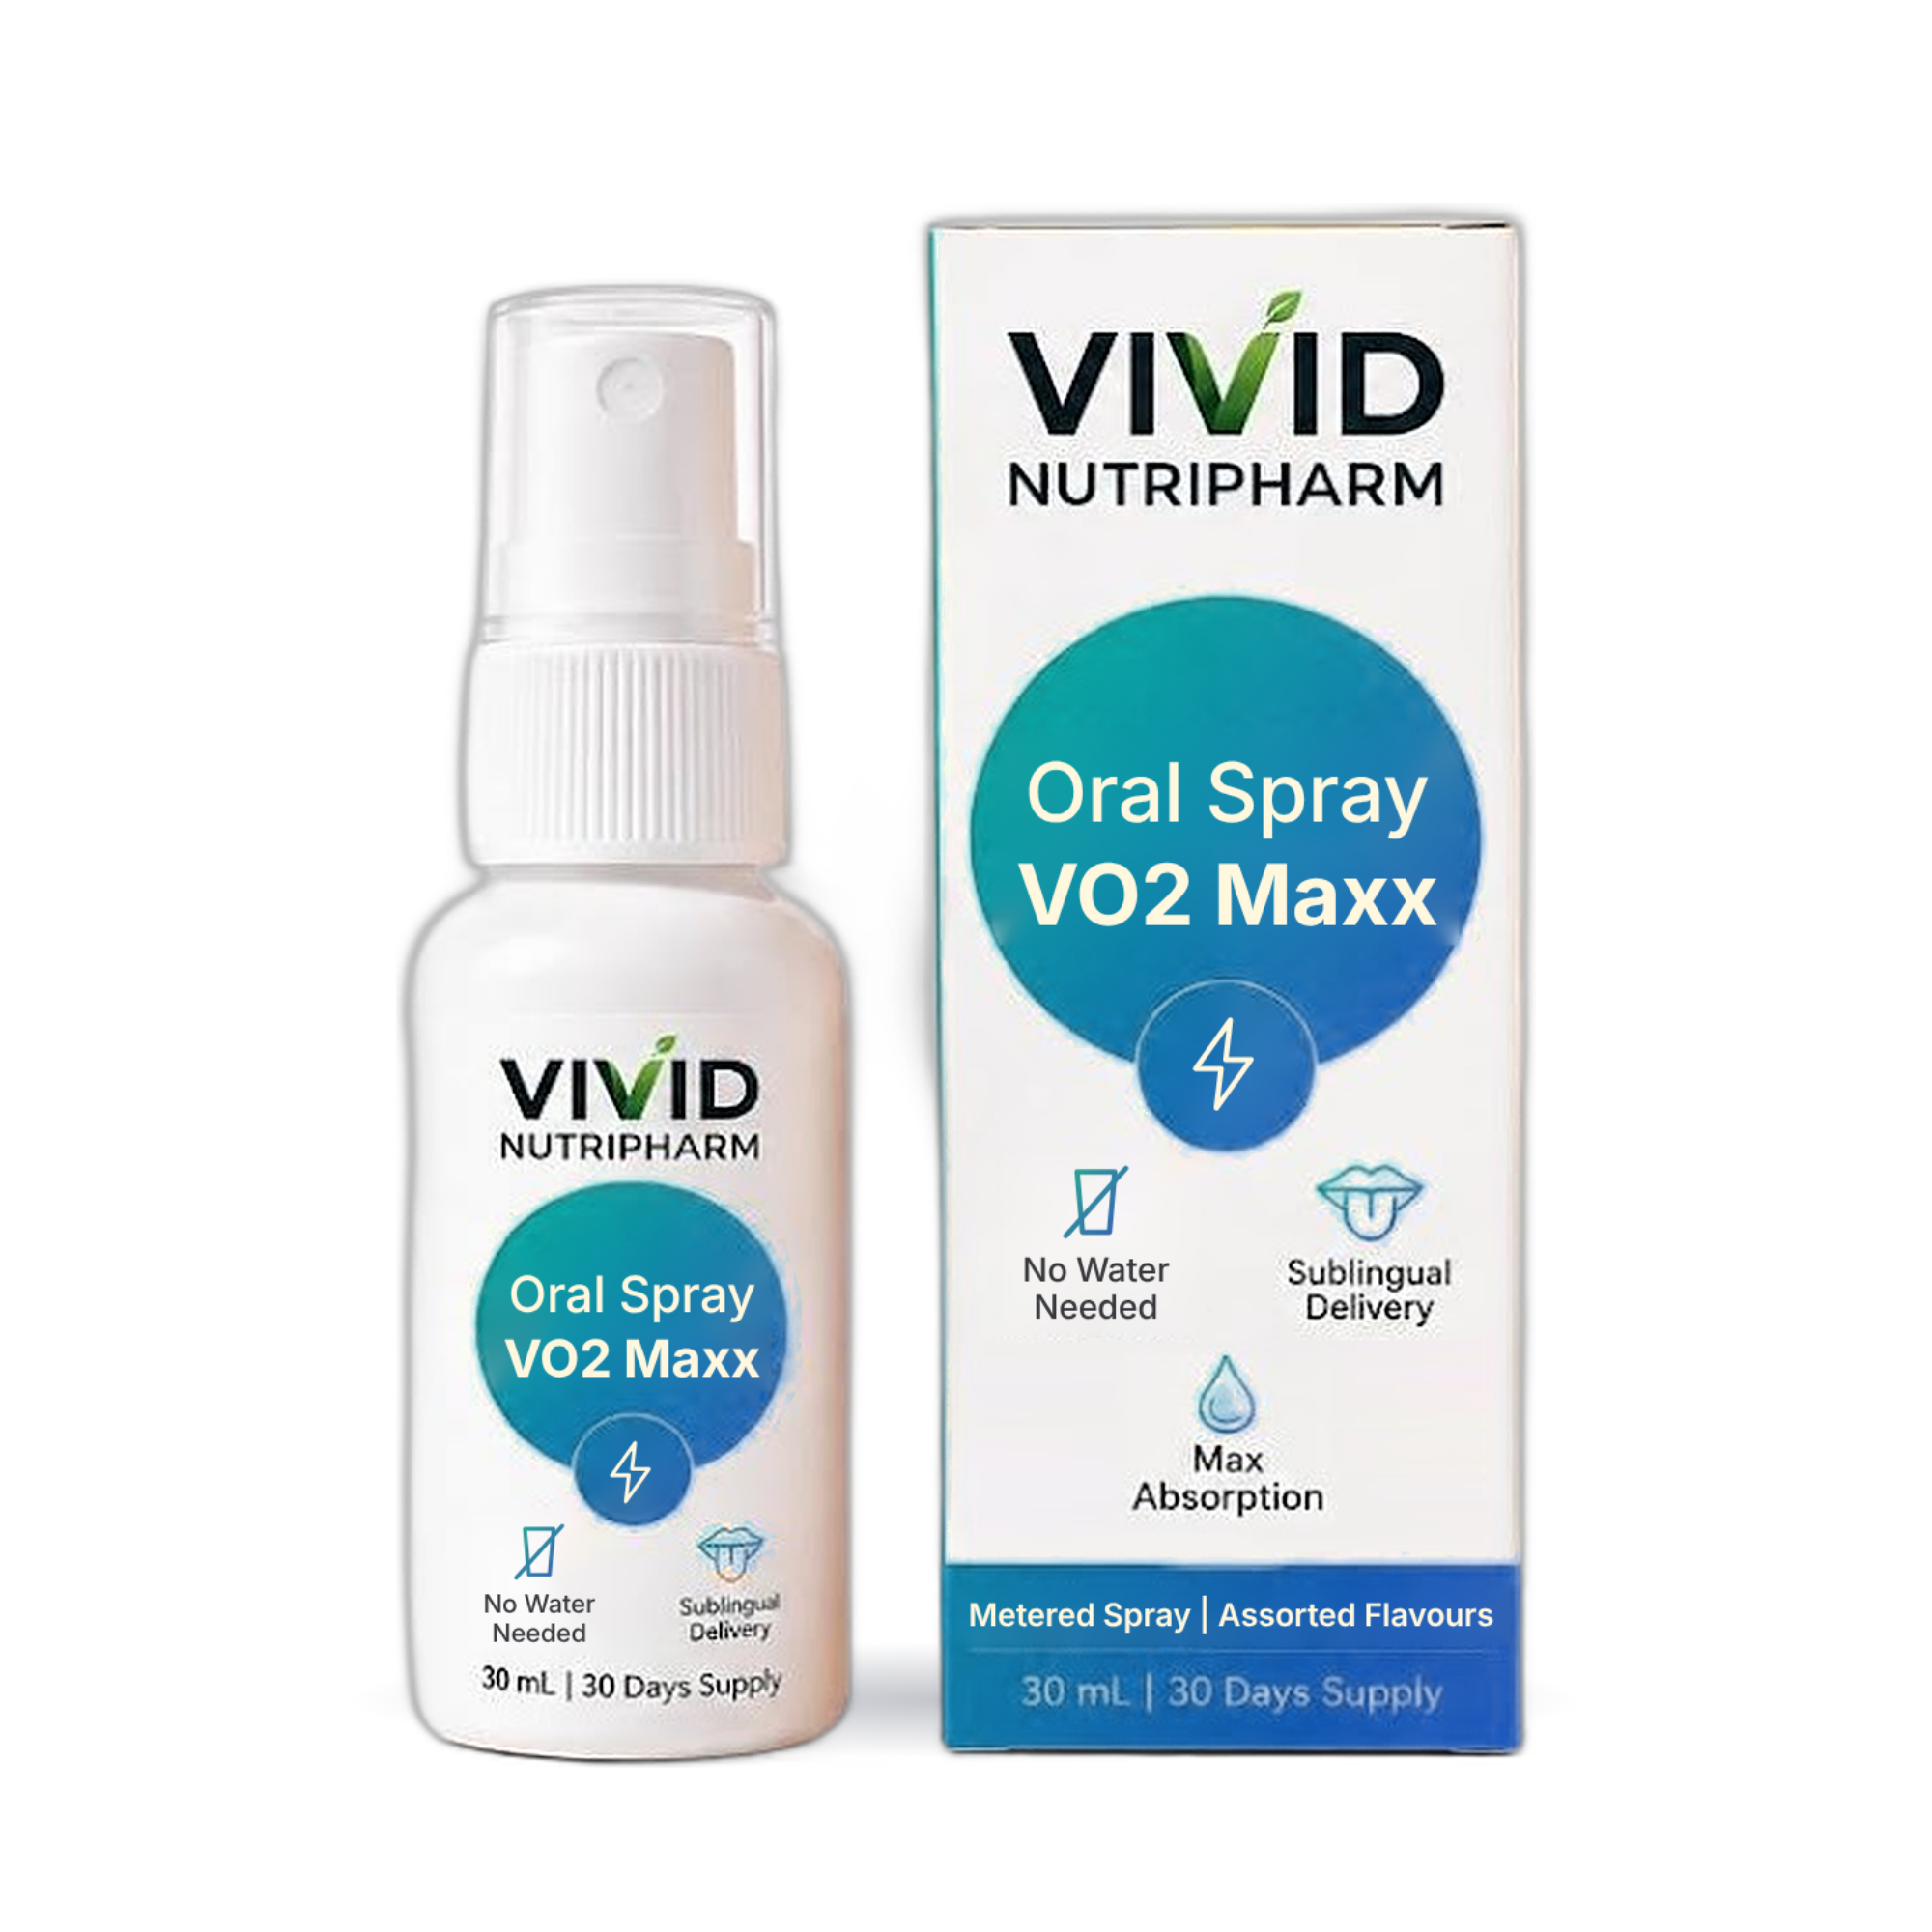 VIVID
NUTRIPHARM
Oral Spray
VO2 Maxx
No Water
Needed
Sublingual
Delivery
30 mL | 30 Days Supply
VIVID
NUTRIPHARM
Oral Spray
VO2 Maxx
No Water
Needed
Sublingual
Delivery
Max
Absorption
Metered Spray | Assorted Flavours
30 mL | 30 Days Supply